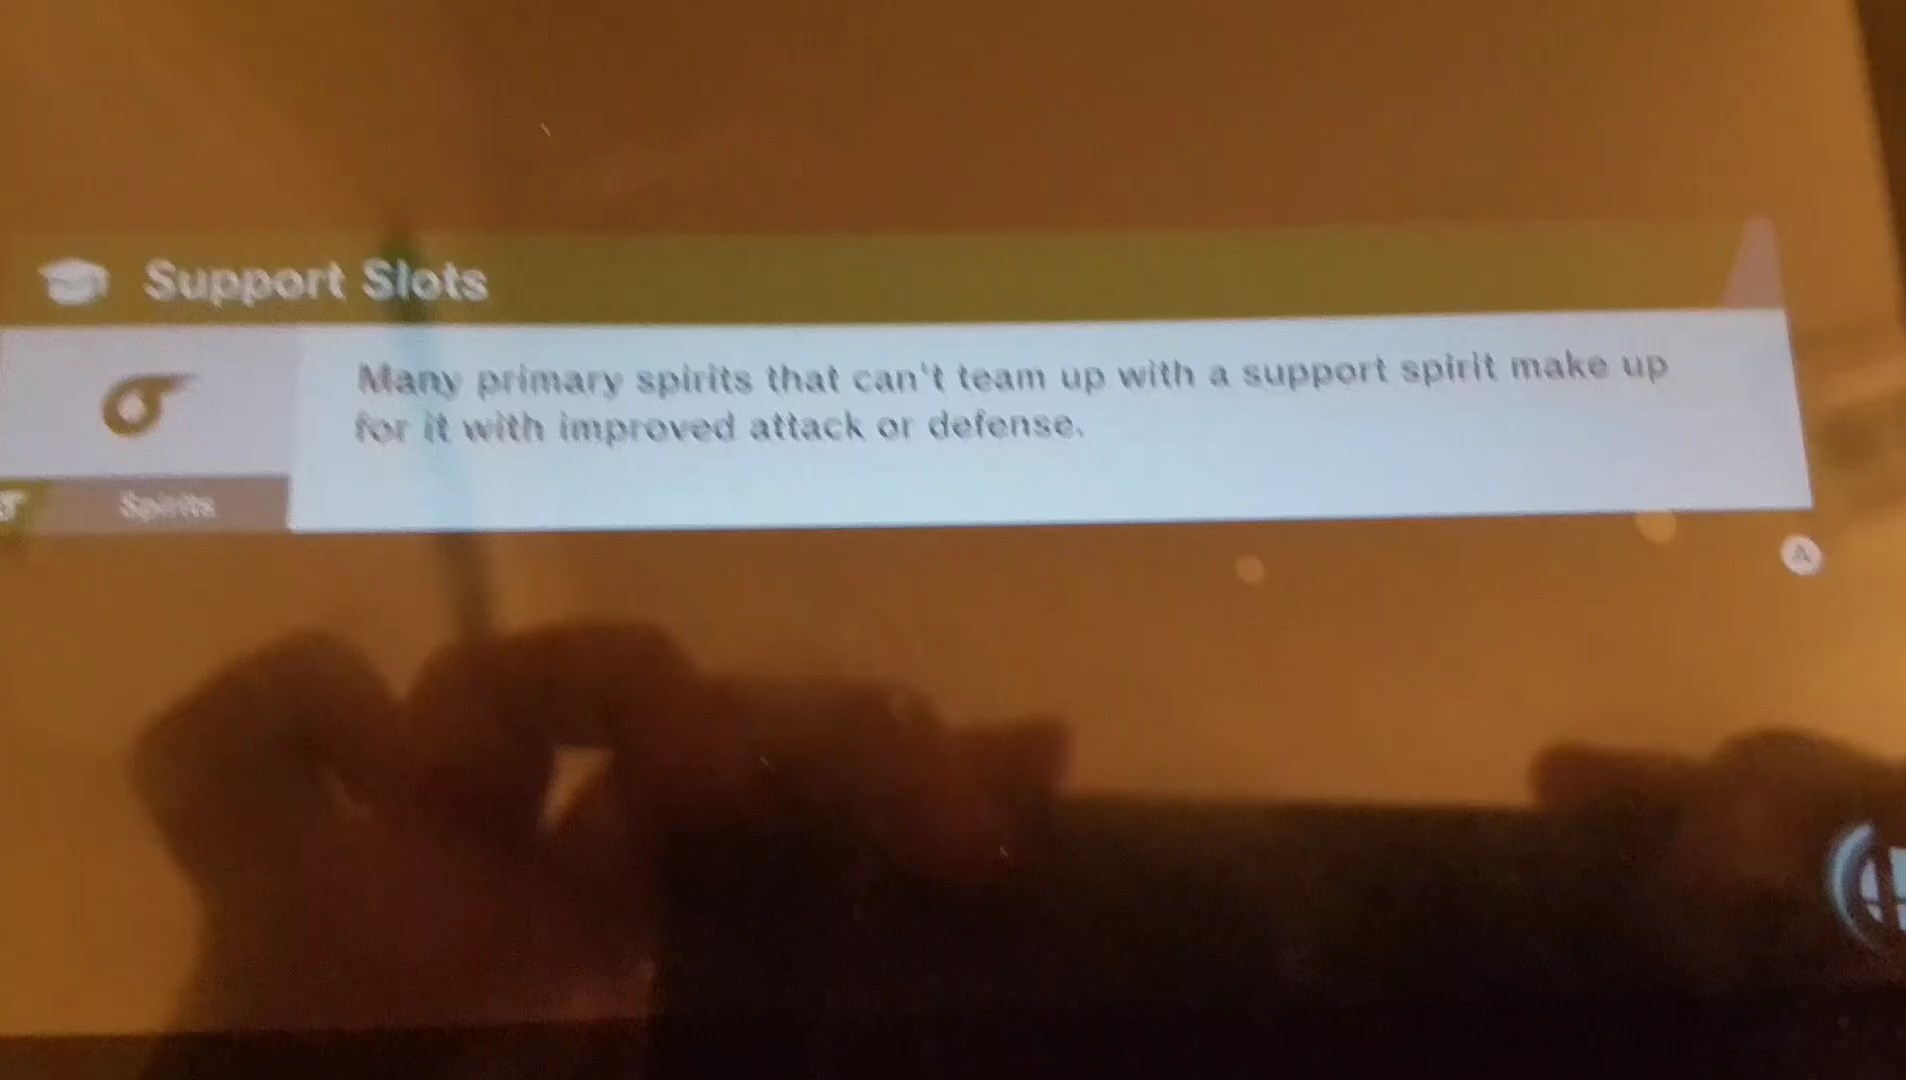 Support Slots
Many primary spirits that can't team up with a support spirit make up
for it with improved attack or defense.
Spirits
A